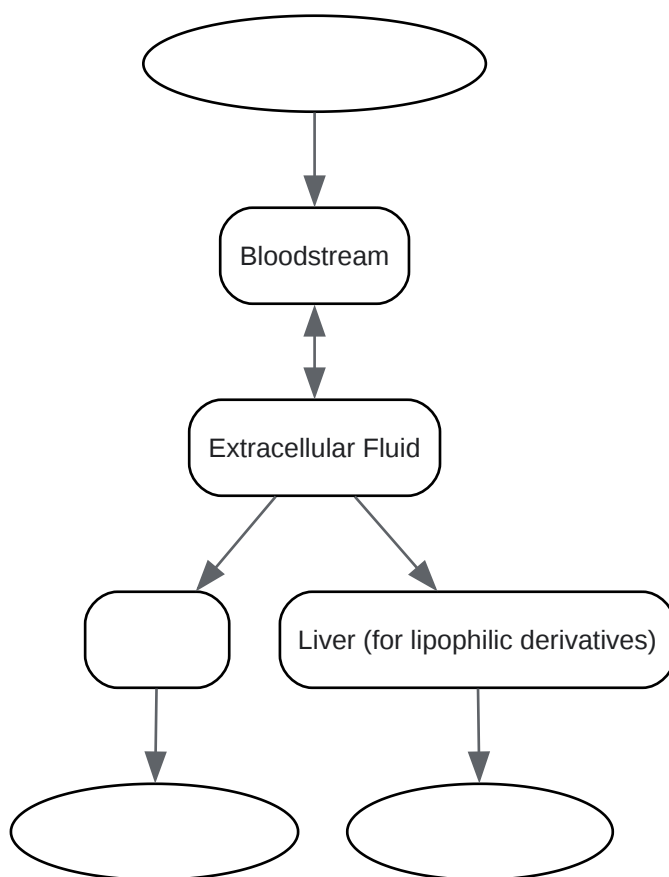 Bloodstream
Extracellular Fluid
Liver (for lipophilic derivatives)